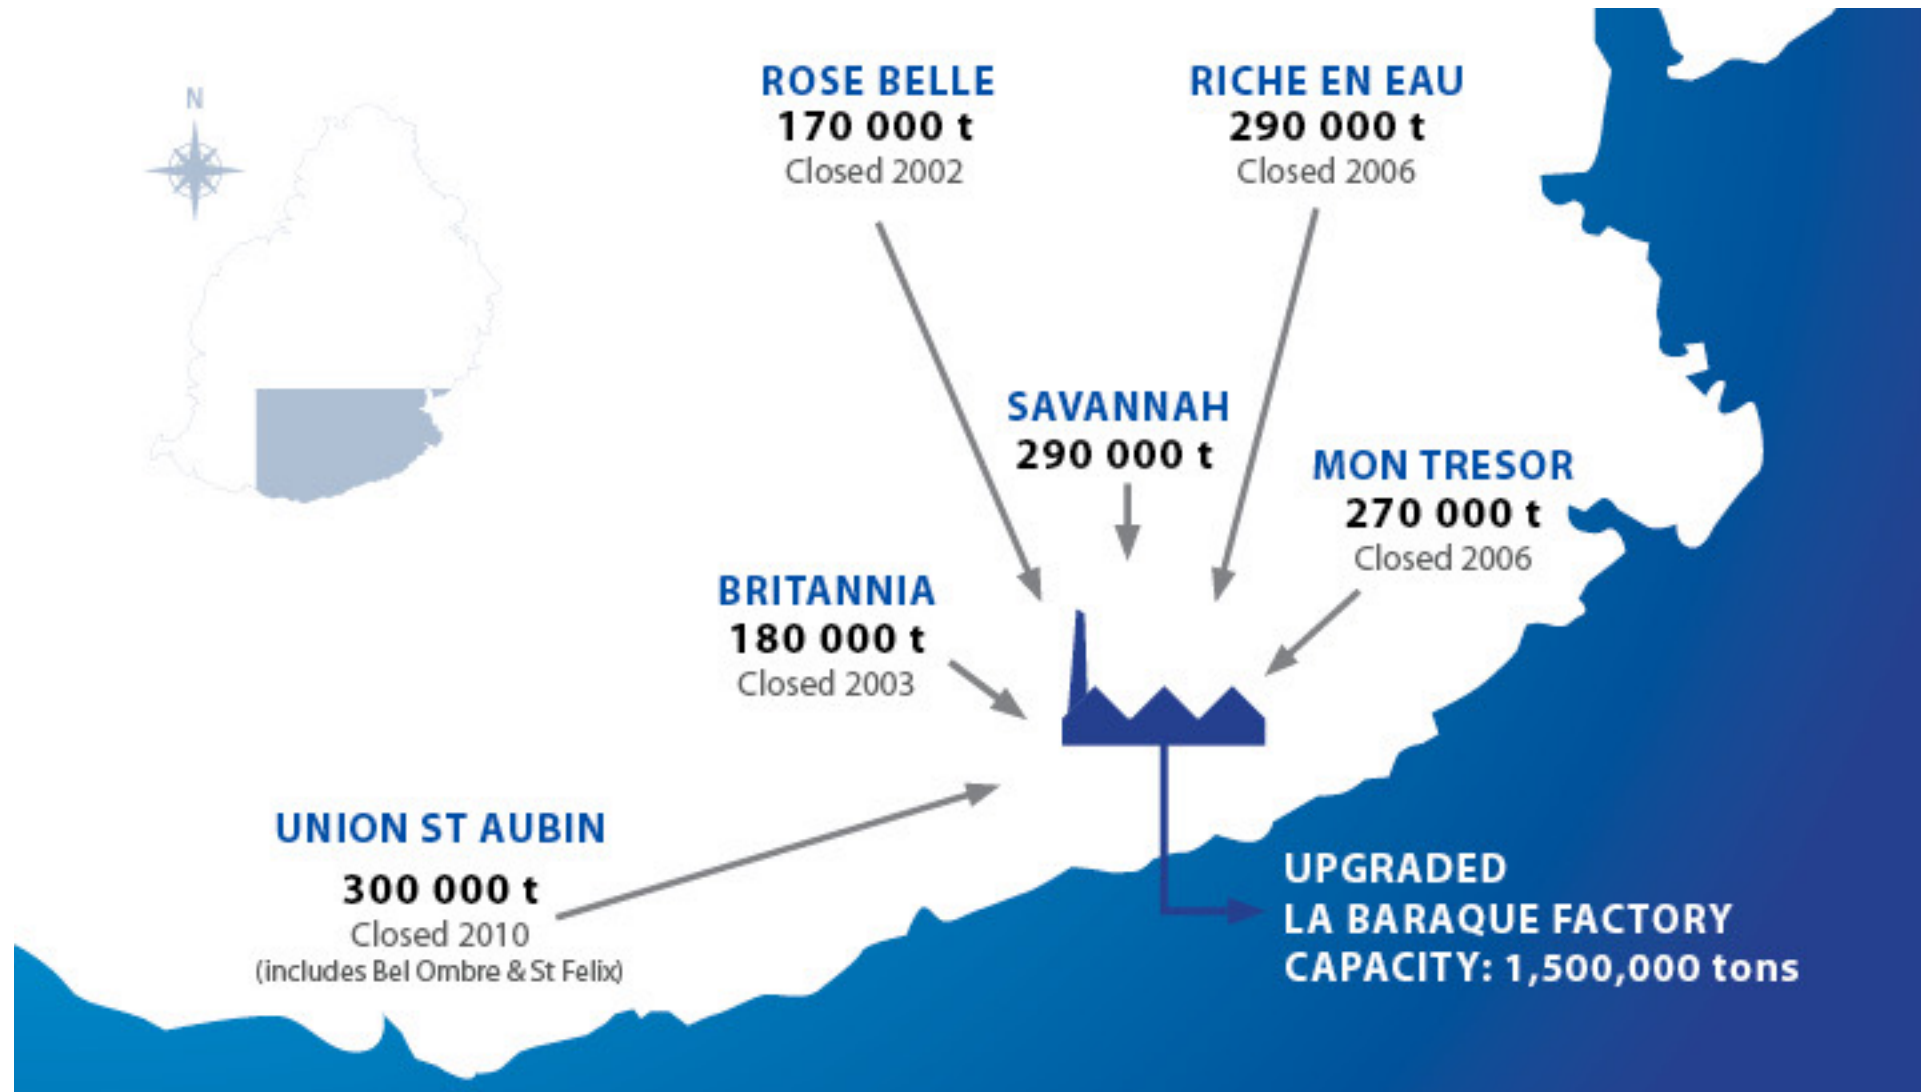 N
ROSE BELLE
170 000 t
Closed 2002
RICHE EN EAU
290 000 t
Closed 2006
SAVANNAH
290 000 t
MON TRESOR
270 000 t
Closed 2006
BRITANNIA
180 000 t
Closed 2003
UNION ST AUBIN
300 000 t
Closed 2010
(includes Bel Ombre & St Felix)
UPGRADED
LA BARAQUE FACTORY
CAPACITY: 1,500,000 tons